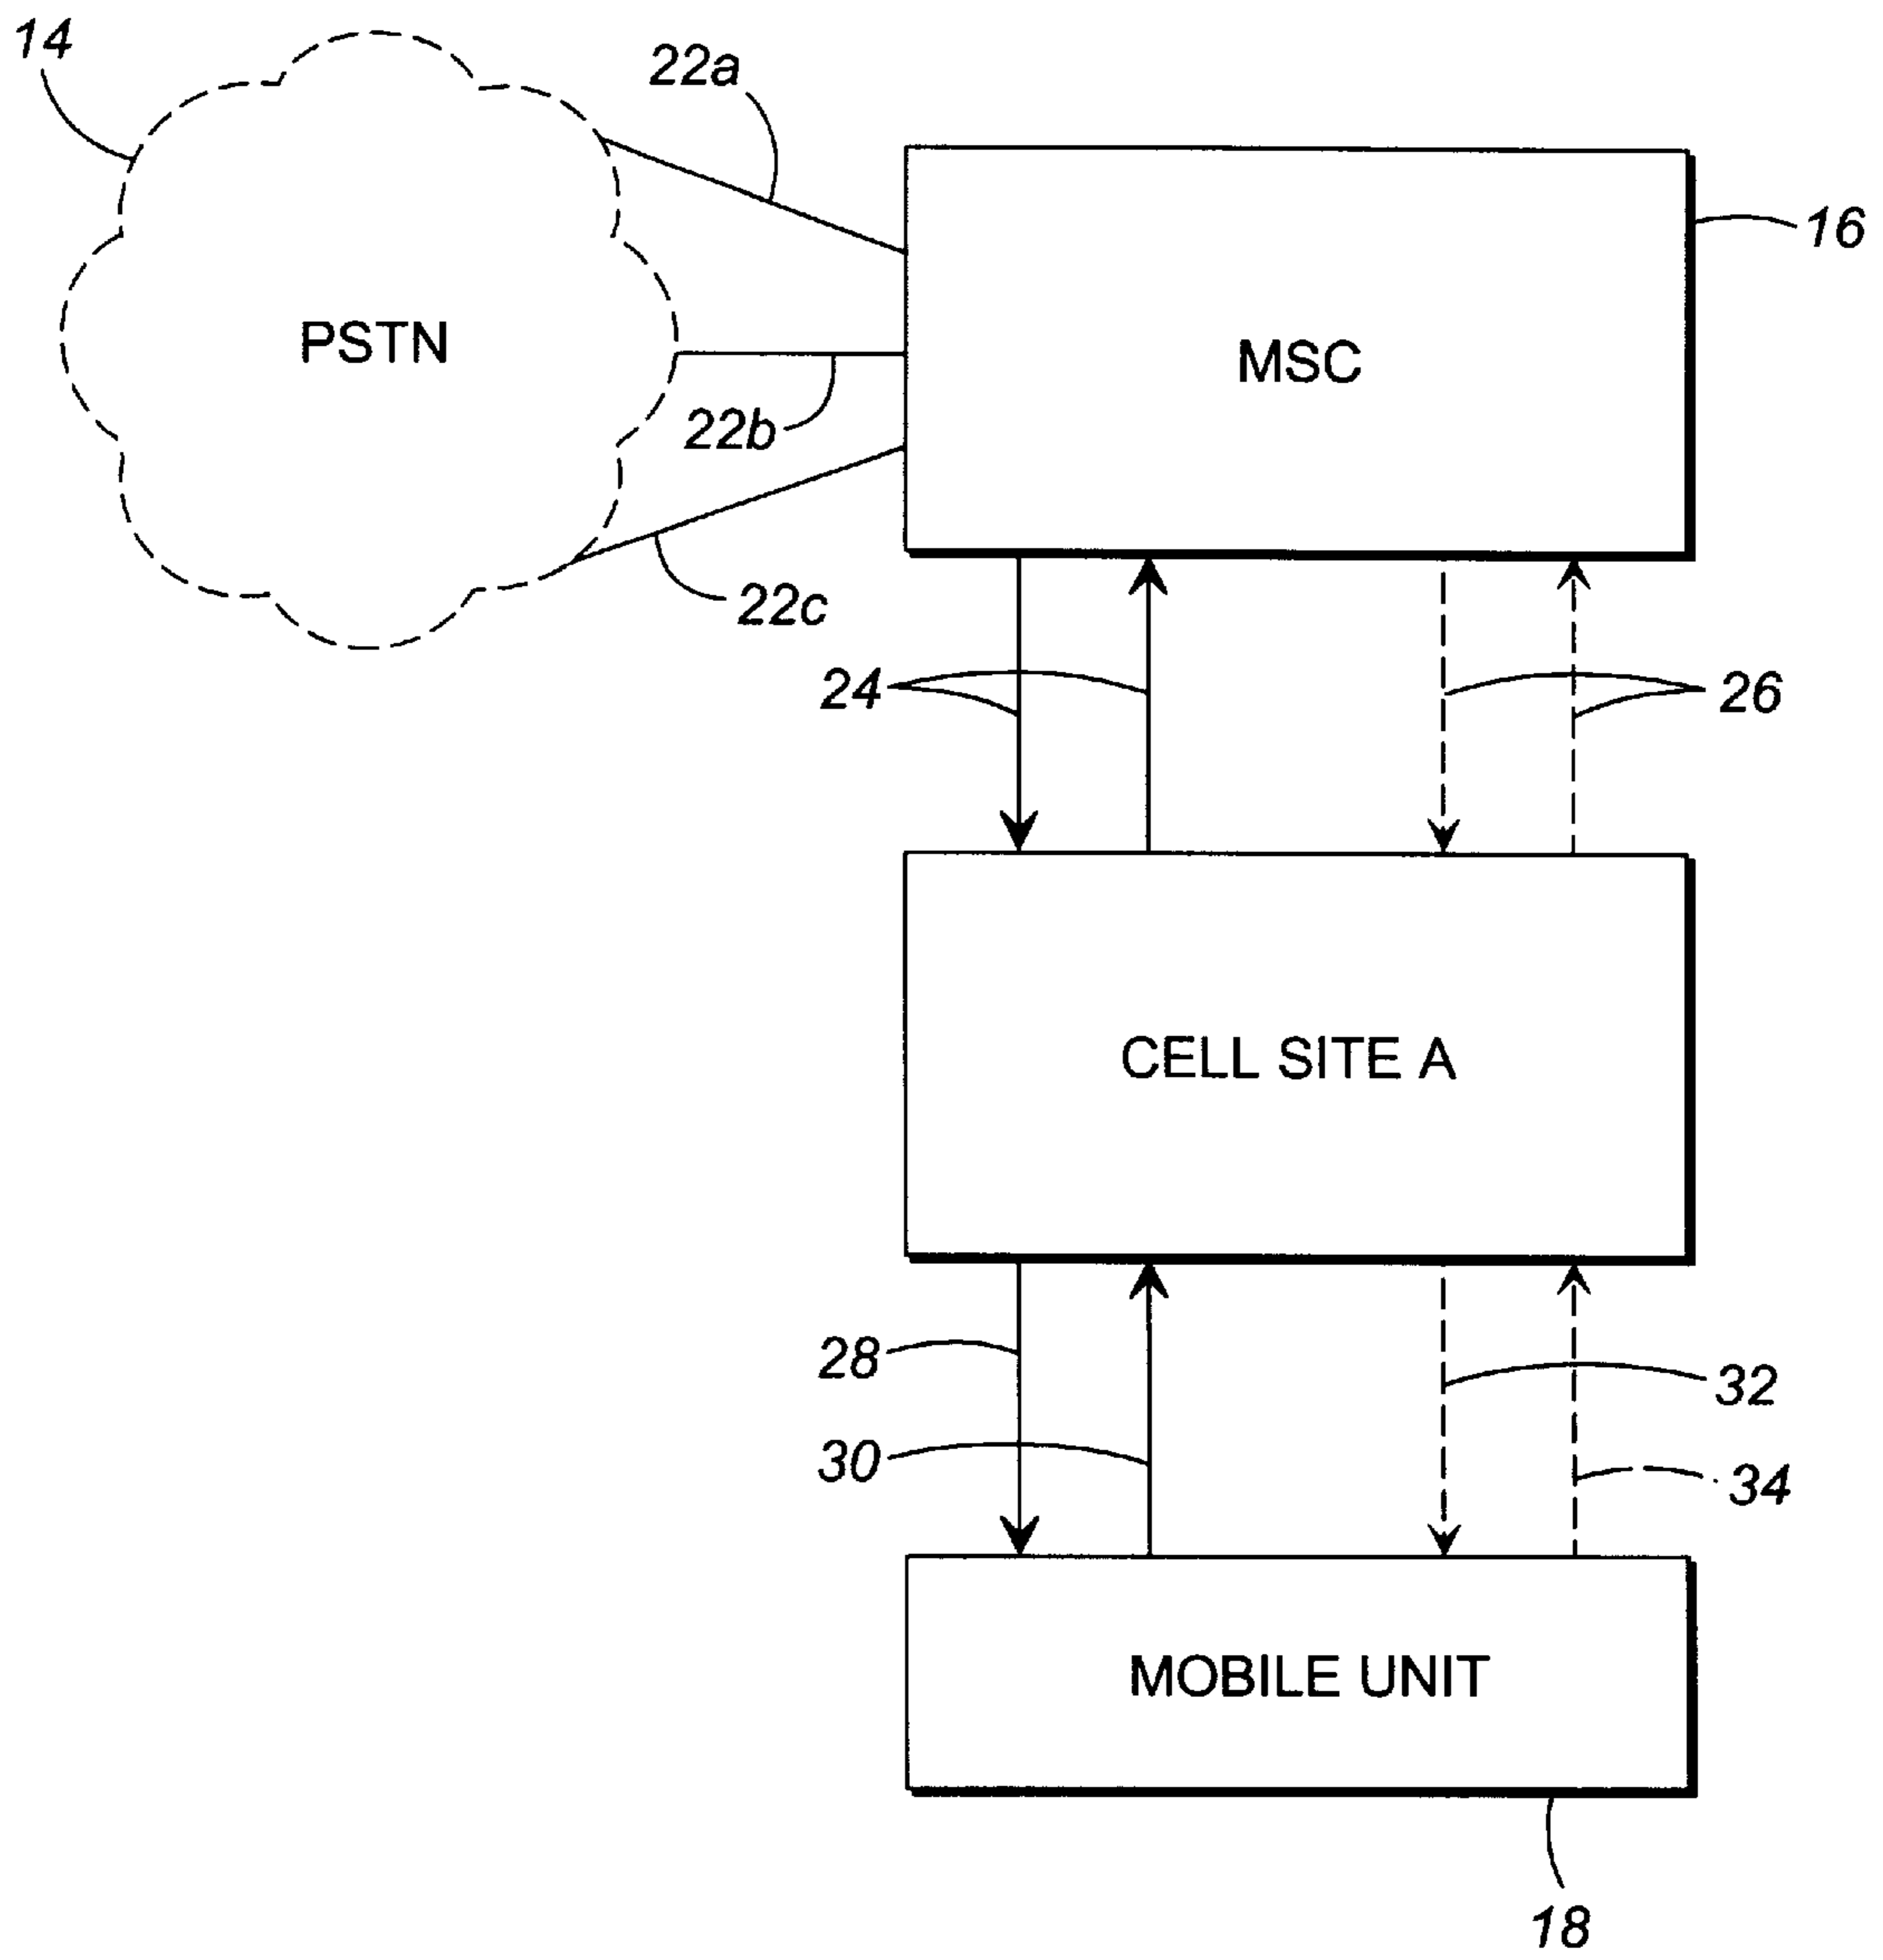 14
22a
16
PSTN
MSC
22b
22c
24
26
CELL SITE A
28
32
30
34
MOBILE UNIT
18